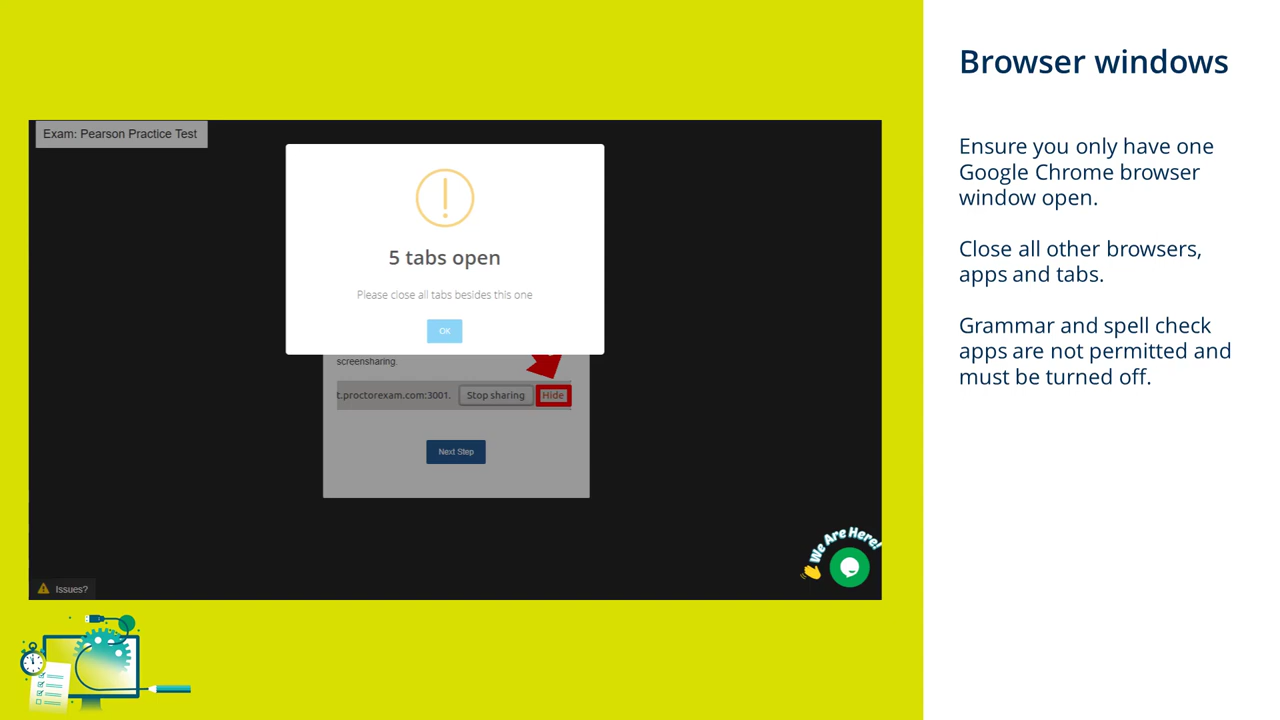 Browser windows
Ensure you only have one
Google Chrome browser
window open.
Close all other browsers,
apps and tabs.
Grammar and spell check
apps are not permitted and
must be turned off.
Exam: Pearson Practice Test
5 tabs open
Please close all tabs besides this one
OK
screensharing.
t.proctorexam.com:3001. Stop sharing Hide
Next Step
We Are Here!
Issues?